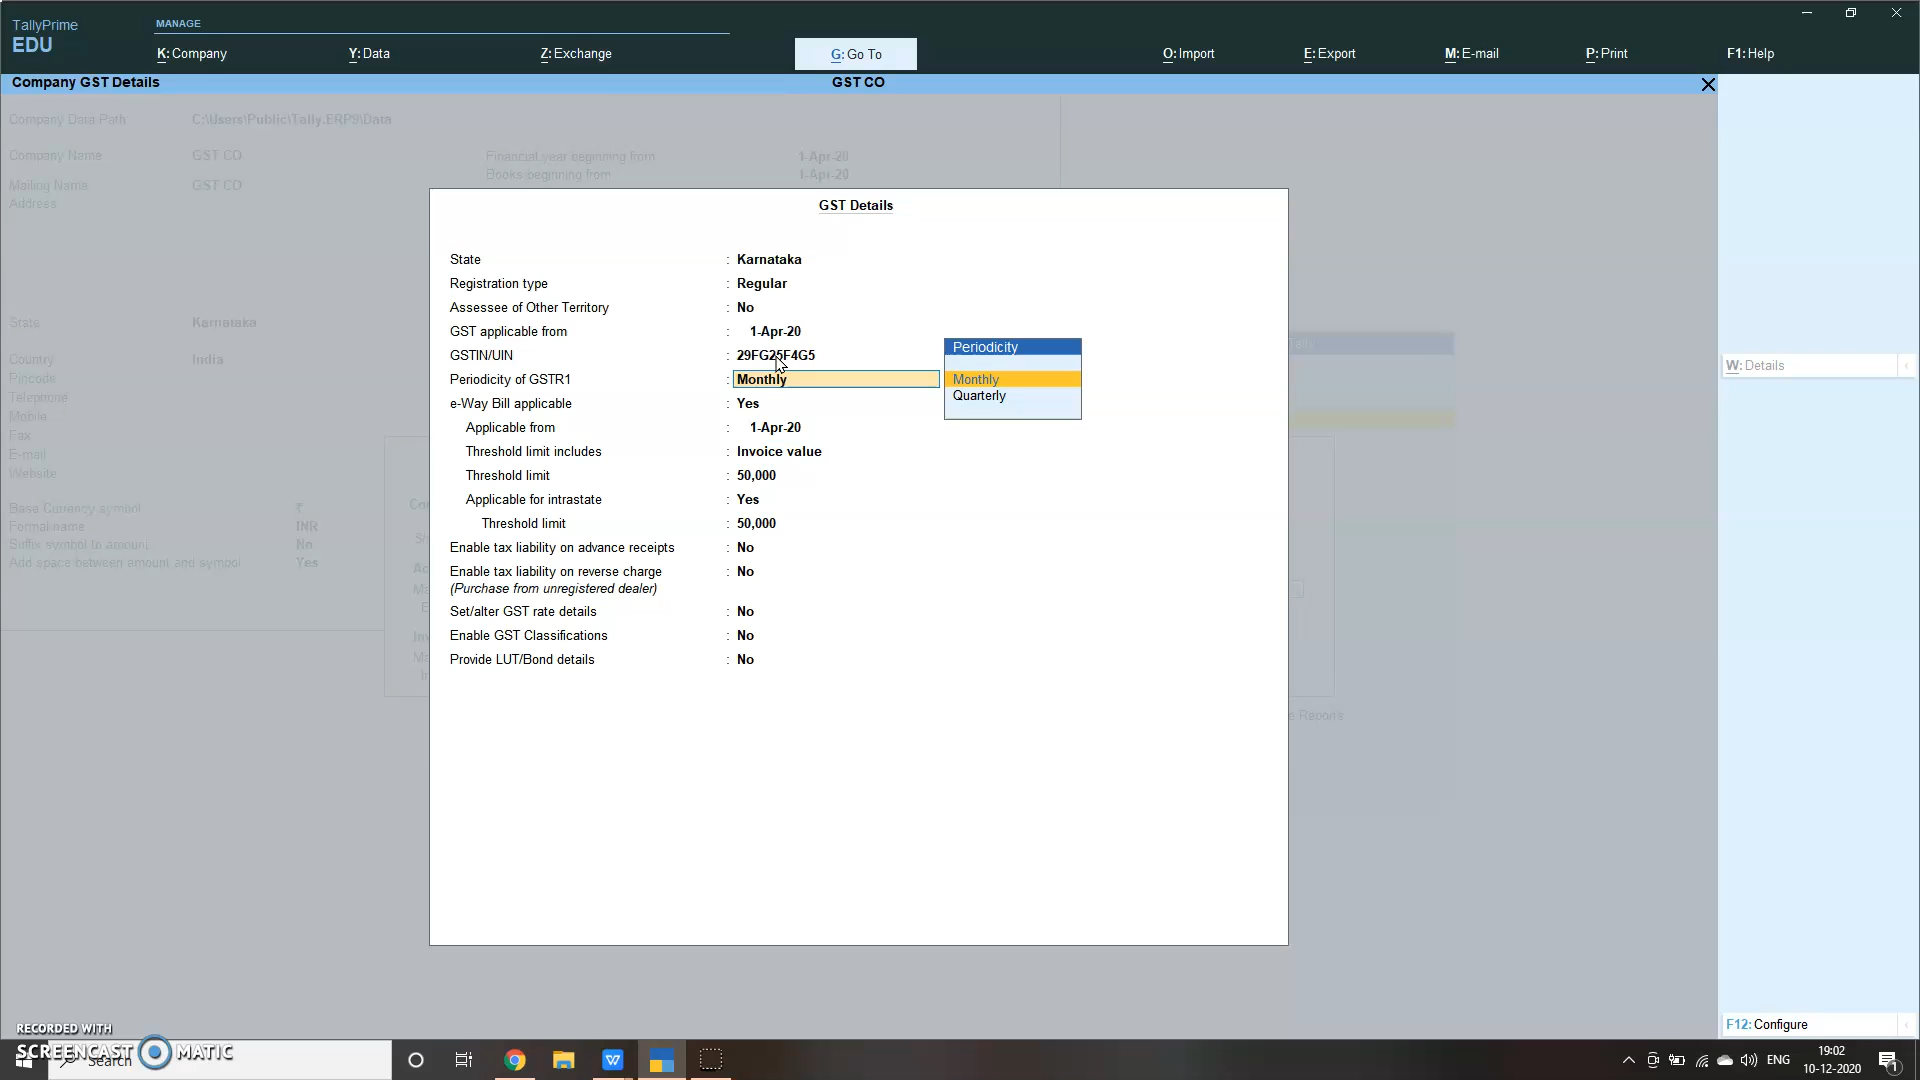 TallyPrime
EDU
MANAGE
K: Company
Y: Data
Z: Exchange
G: Go To
O: Import
E: Export
M: E-mail
P: Print
F1: Help
Company GST Details
GST CO
Company Data Path C:\Users\Public\Tally.ERP9\Data
Company Name GST CO
Financial year beginning from 1-Apr-20
Books beginning from 1-Apr-20
Mailing Name GST CO
Address
State Karnataka
Country India
Pincode
Telephone
Mobile
Fax
E-mail
Website
Base Currency symbol ₹
Formal name INR
Suffix symbol to amount No
Add space between amount and symbol Yes
GST Details
State : Karnataka
Registration type : Regular
Assessee of Other Territory : No
GST applicable from : 1-Apr-20
GSTIN/UIN : 29FG25F4G5
Periodicity of GSTR1 : Monthly
e-Way Bill applicable : Yes
Applicable from : 1-Apr-20
Threshold limit includes : Invoice value
Threshold limit : 50,000
Applicable for intrastate : Yes
Threshold limit : 50,000
Enable tax liability on advance receipts : No
Enable tax liability on reverse charge : No
(Purchase from unregistered dealer)
Set/alter GST rate details : No
Enable GST Classifications : No
Provide LUT/Bond details : No
Periodicity
Monthly
Quarterly
W: Details
F12: Configure
RECORDED WITH
SCREENCAST MATIC
Search
ENG
19:02
10-12-2020
1